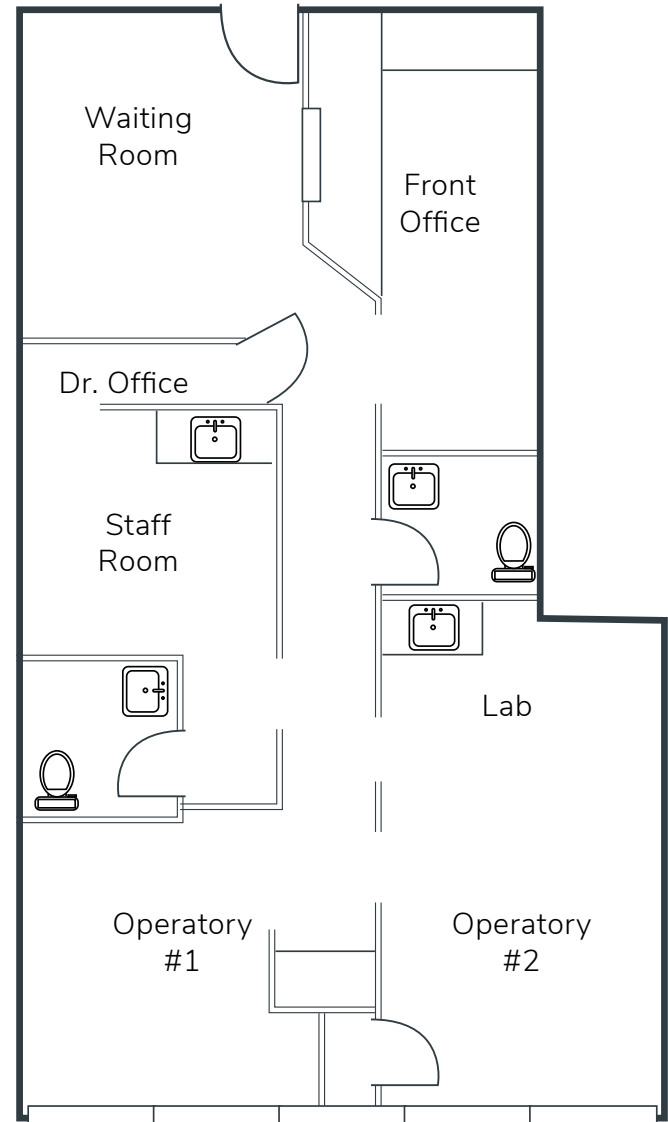 Waiting
Room
Front
Office
Dr. Office
Staff
Room
Lab
Operatory
#1
Operatory
#2